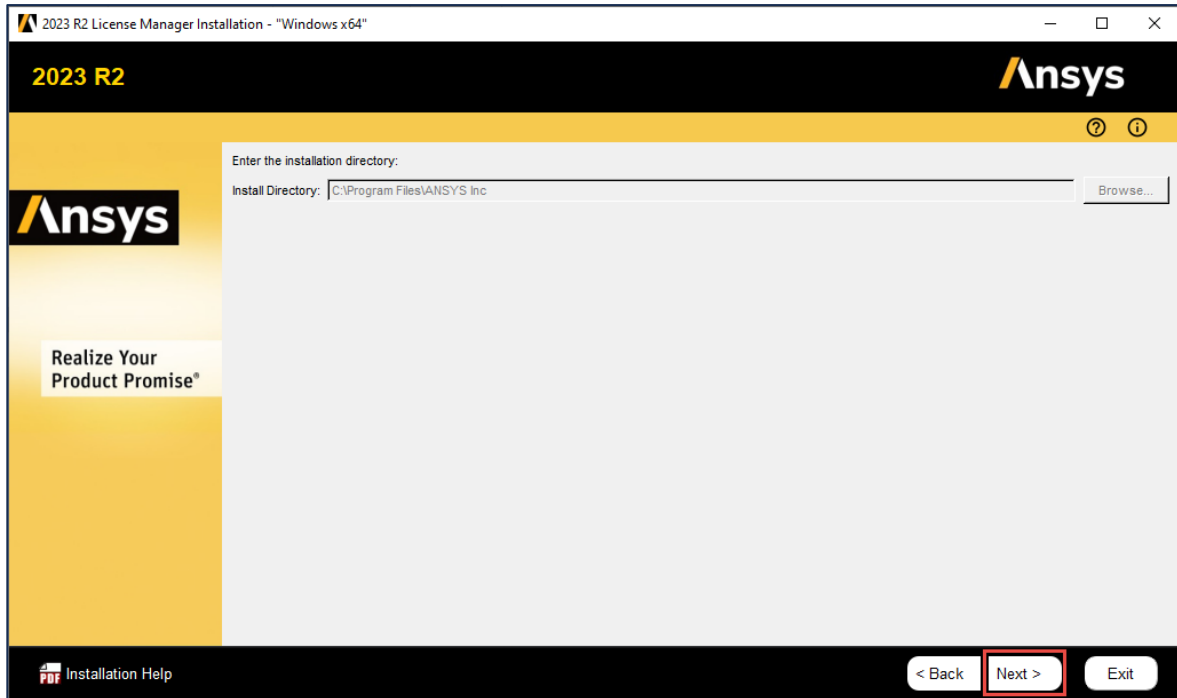 2023 R2 License Manager Installation - "Windows x64"
2023 R2
Ansys
Enter the installation directory:
Install Directory: C:\Program Files\ANSYS Inc Browse...
Ansys
Realize Your
Product Promise®
PDF Installation Help < Back Next > Exit